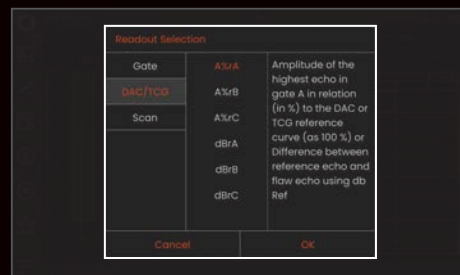 Readout Selection
Gate
DAC/TCG
Scan
A%rA
A%rB
A%rC
dBrA
dBrB
dBrC
Amplitude of the
highest echo in
gate A in relation
(in %) to the DAC or
TCG reference
curve (as 100 %) or
Difference between
reference echo and
flaw echo using db
Ref
Cancel
OK